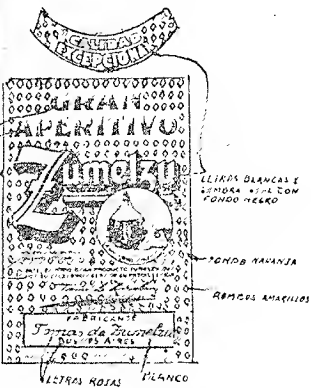 CALIDAD
EXCEPCIONAL
GRAN
APERITIVO
Zumelzu
LETRAS BLANCAS Y
SOMBRA AZUL CON
FONDO NEGRO
FONDO NARANJA
ROMBOS AMARILLOS
FABRICANTE
Tomas de Zumelzu
BUENOS AIRES
LETRAS ROJAS
BLANCO